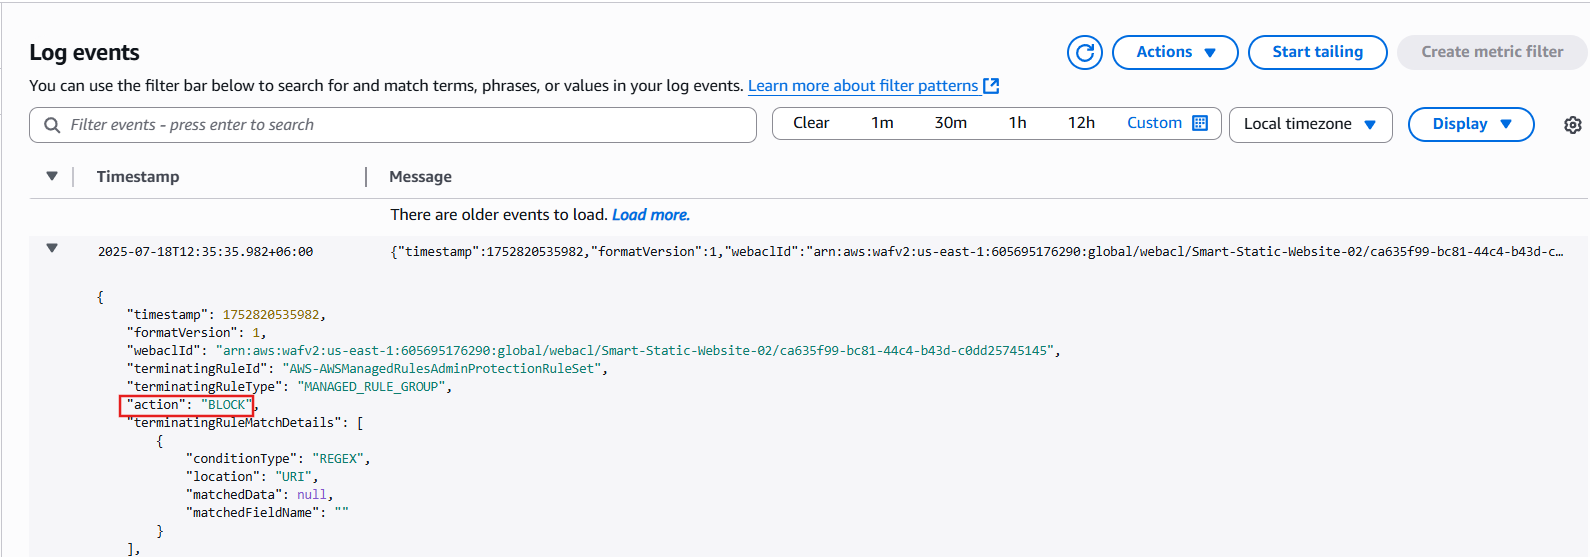 Log events
Actions
Start tailing
Create metric filter
You can use the filter bar below to search for and match terms, phrases, or values in your log events. Learn more about filter patterns
Filter events - press enter to search
Clear 1m 30m 1h 12h Custom
Local timezone
Display
Timestamp Message
There are older events to load. Load more.
2025-07-18T12:35:35.982+06:00 {"timestamp":1752820535982,"formatVersion":1,"webaclId":"arn:aws:wafv2:us-east-1:605695176290:global/webacl/Smart-Static-Website-02/ca635f99-bc81-44c4-b43d-c…
{
"timestamp": 1752820535982,
"formatVersion": 1,
"webaclId": "arn:aws:wafv2:us-east-1:605695176290:global/webacl/Smart-Static-Website-02/ca635f99-bc81-44c4-b43d-c0dd25745145",
"terminatingRuleId": "AWS-AWSManagedRulesAdminProtectionRuleSet",
"terminatingRuleType": "MANAGED_RULE_GROUP",
"action": "BLOCK",
"terminatingRuleMatchDetails": [
{
"conditionType": "REGEX",
"location": "URI",
"matchedData": null,
"matchedFieldName": ""
}
],